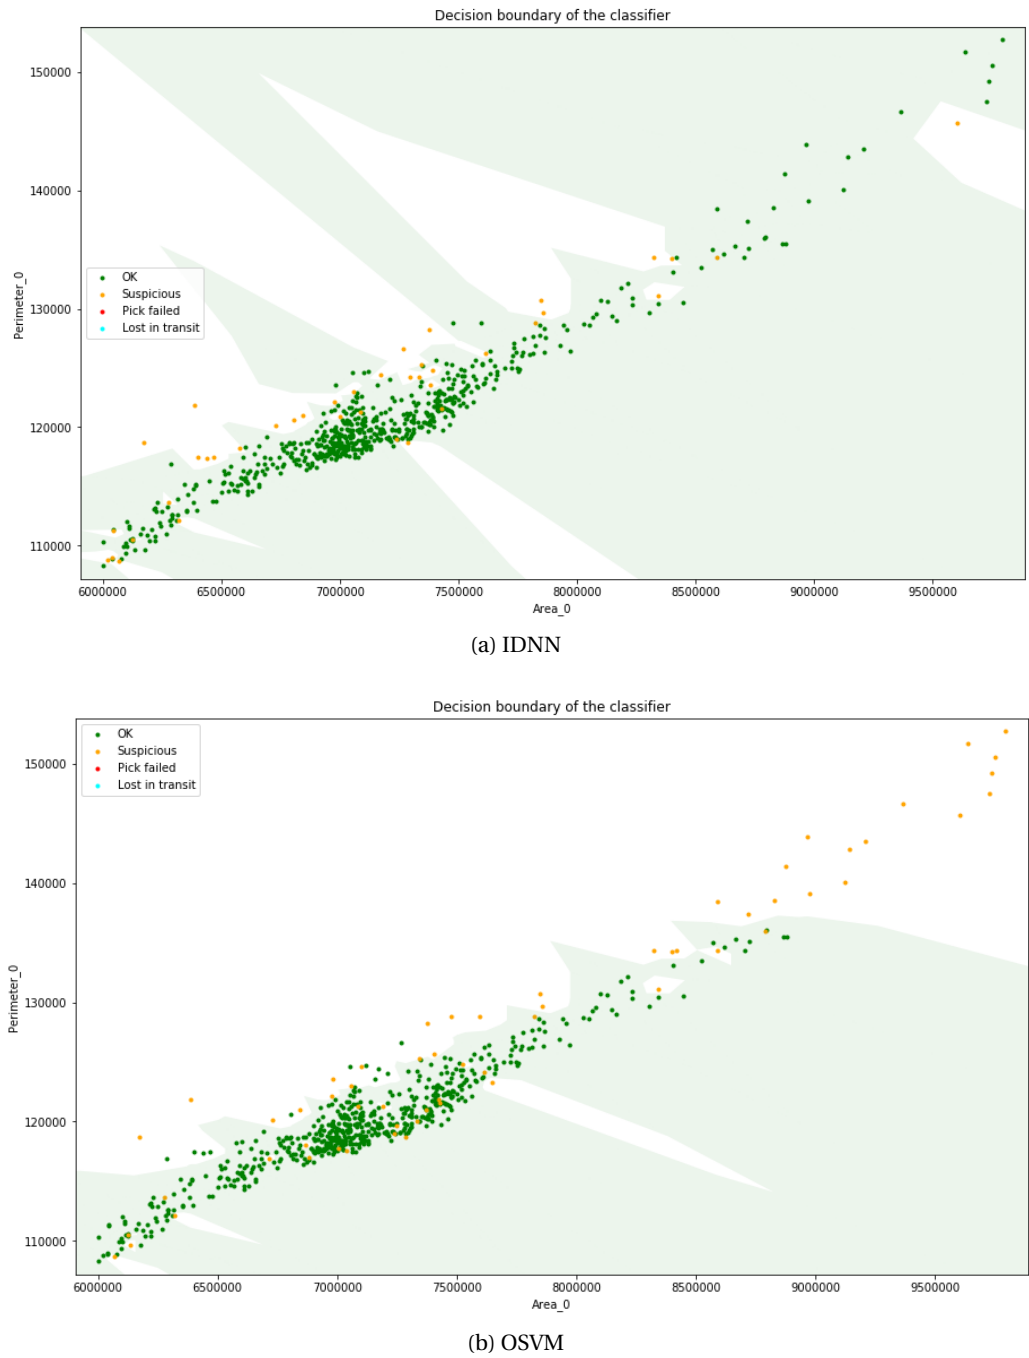 Decision boundary of the classifier
150000
140000
130000
120000
110000
Perimeter_0
OK
Suspicious
Pick failed
Lost in transit
6000000 6500000 7000000 7500000 8000000 8500000 9000000 9500000
Area_0
(a) IDNN
Decision boundary of the classifier
OK
Suspicious
Pick failed
Lost in transit
150000
140000
130000
120000
110000
Perimeter_0
6000000 6500000 7000000 7500000 8000000 8500000 9000000 9500000
Area_0
(b) OSVM